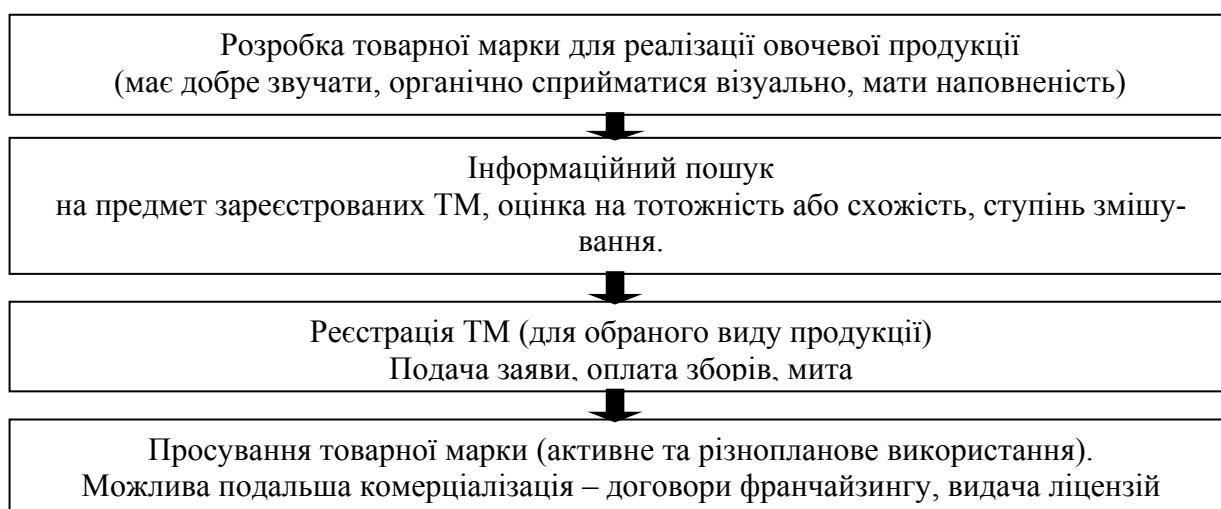 Розробка товарної марки для реалізації овочевої продукції
(має добре звучати, органічно сприйматися візуально, мати наповненість)
Інформаційний пошук
на предмет зареєстрованих ТМ, оцінка на тотожність або схожість, ступінь змішу-
вання.
Реєстрація ТМ (для обраного виду продукції)
Подача заяви, оплата зборів, мита
Просування товарної марки (активне та різнопланове використання).
Можлива подальша комерціалізація – договори франчайзингу, видача ліцензій